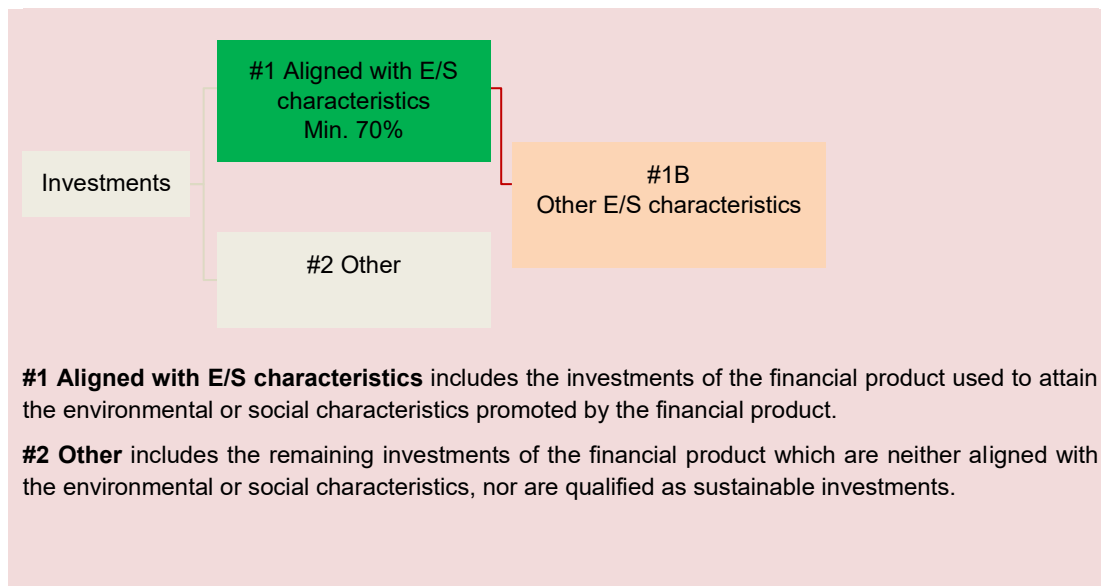 #1 Aligned with E/S
characteristics
Min. 70%
Investments
#1B
Other E/S characteristics
#2 Other
#1 Aligned with E/S characteristics includes the investments of the financial product used to attain
the environmental or social characteristics promoted by the financial product.
#2 Other includes the remaining investments of the financial product which are neither aligned with
the environmental or social characteristics, nor are qualified as sustainable investments.